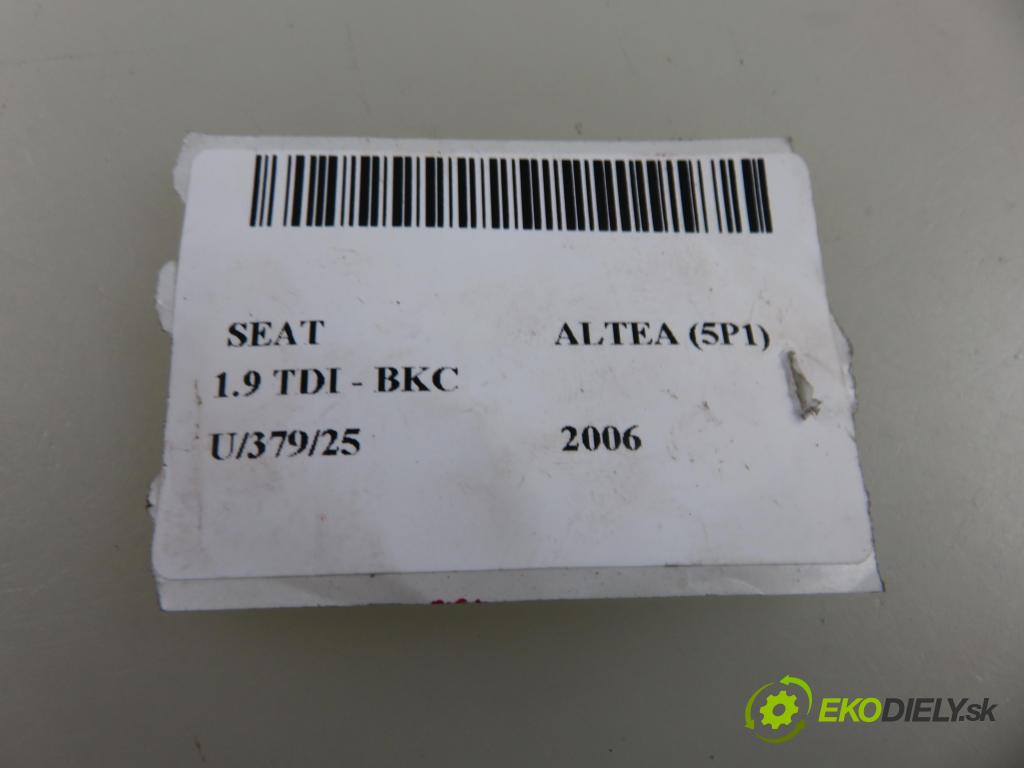 SEAT ALTEA (5P1)
1.9 TDI - BKC
U/379/25 2006
EKODIELY.sk